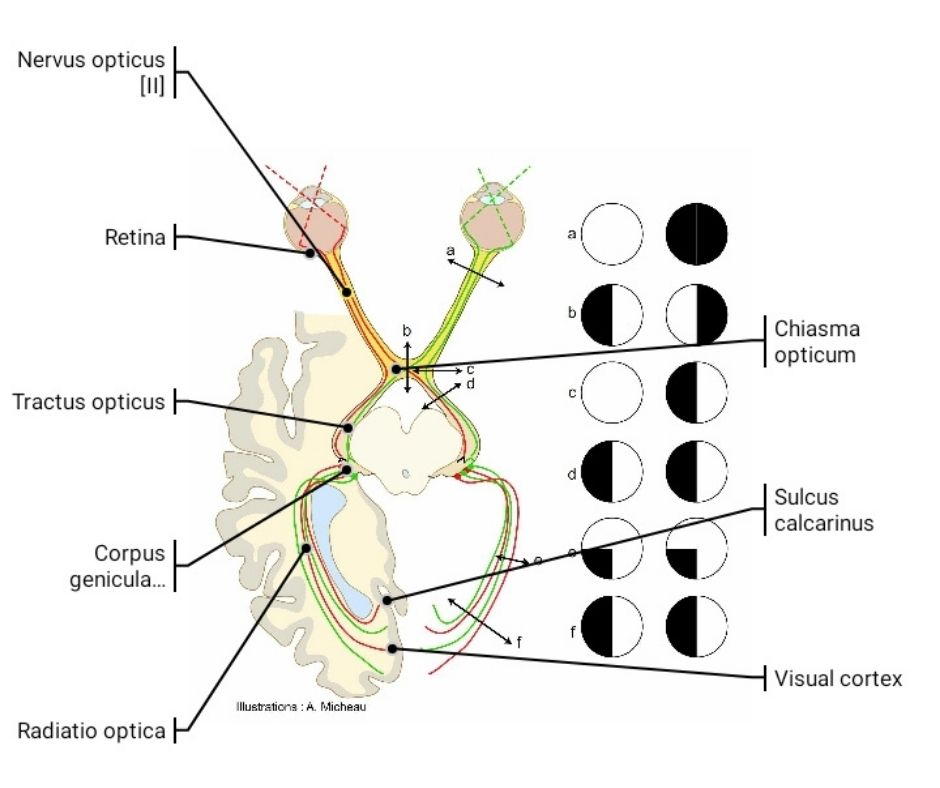 Nervus opticus
[II]
Retina
Tractus opticus
Corpus
genicula...
Radiatio optica
Chiasma
opticum
Sulcus
calcarinus
Visual cortex
a
b
c
d
e
f
a
b
c
d
e
f
Illustrations : A. Micheau